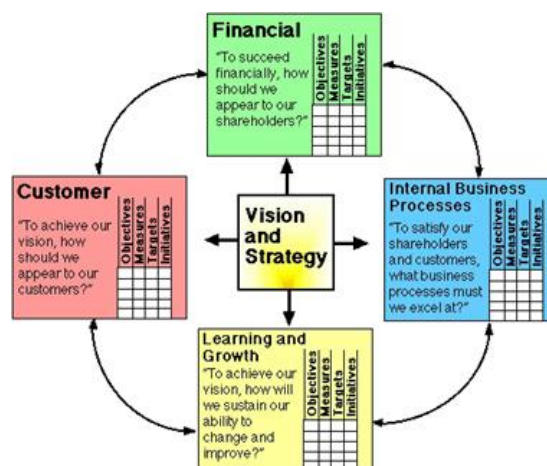 Financial
"To succeed
financially, how
should we
appear to our
shareholders?"
Objectives
Measures
Targets
Initiatives
Customer
"To achieve our
vision, how
should we
appear to our
customers?"
Objectives
Measures
Targets
Initiatives
Vision
and
Strategy
Internal Business
Processes
"To satisfy our
shareholders
and customers,
what business
processes must
we excel at?"
Objectives
Measures
Targets
Initiatives
Learning and
Growth
"To achieve our
vision, how will
we sustain our
ability to
change and
improve?"
Objectives
Measures
Targets
Initiatives